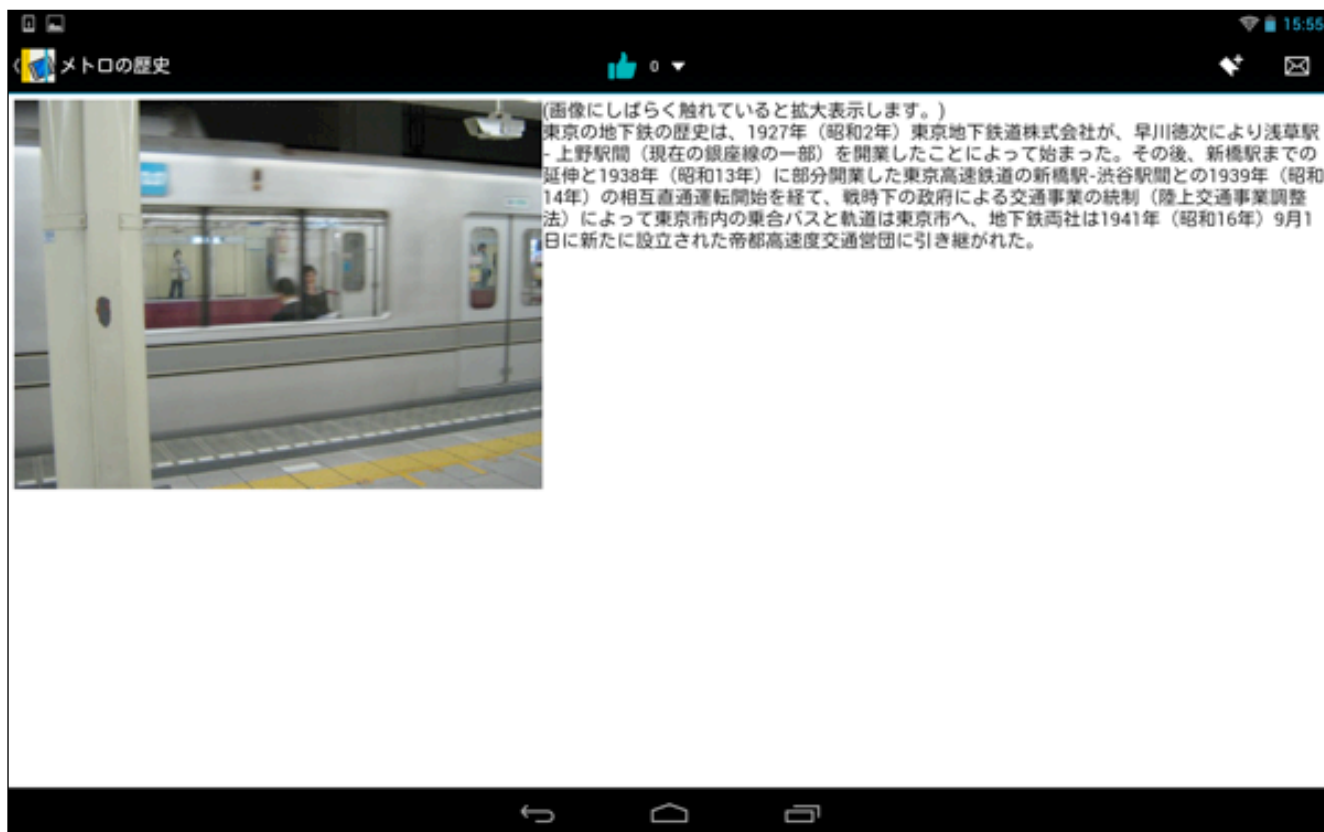 15:55
メトロの歴史
0
(画像にしばらく触れていると拡大表示します。)
東京の地下鉄の歴史は、1927年（昭和2年）東京地下鉄道株式会社が、早川徳次により浅草駅
- 上野駅間（現在の銀座線の一部）を開業したことによって始まった。その後、新橋駅までの
延伸と1938年（昭和13年）に部分開業した東京高速鉄道の新橋駅-渋谷駅間との1939年（昭和
14年）の相互直通運転開始を経て、戦時下の政府による交通事業の統制（陸上交通事業調整
法）によって東京市内の乗合バスと軌道は東京市へ、地下鉄両社は1941年（昭和16年）9月1
日に新たに設立された帝都高速度交通営団に引き継がれた。